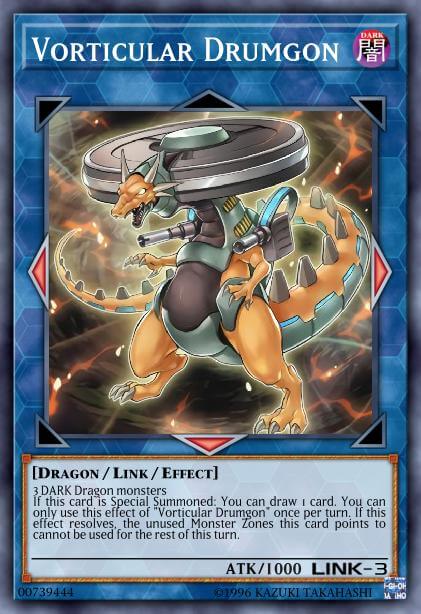 VORTICULAR DRUMGON
DARK
闇
[DRAGON / LINK / EFFECT]
3 DARK Dragon monsters
If this card is Special Summoned: You can draw 1 card. You can
only use this effect of "Vorticular Drumgon" once per turn. If this
effect resolves, the unused Monster Zones this card points to
cannot be used for the rest of this turn.
ATK/1000 LINK-3
00739444
©1996 KAZUKI TAKAHASHI